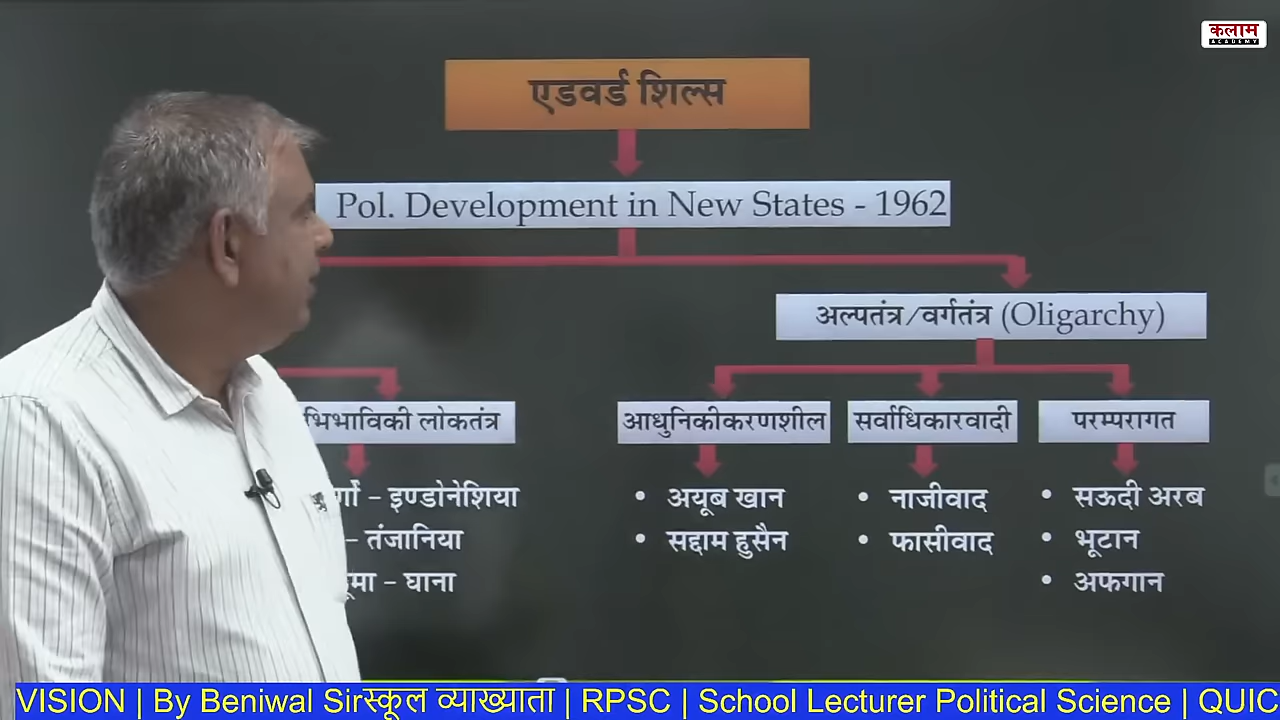 कलाम
ACADEMY
एडवर्ड शिल्स
Pol. Development in New States - 1962
अल्पतंत्र/वर्गतंत्र (Oligarchy)
लोकतंत्र
आधुनिकीकरणशील
सर्वाधिकारवादी
परम्परागत
– इण्डोनेशिया
– तंजानिया
– घाना
• अयूब खान
• सद्दाम हुसैन
• नाजीवाद
• फासीवाद
• सऊदी अरब
• भूटान
• अफगान
VISION | By Beniwal Sirस्कूल व्याख्याता | RPSC | School Lecturer Political Science | QUIC